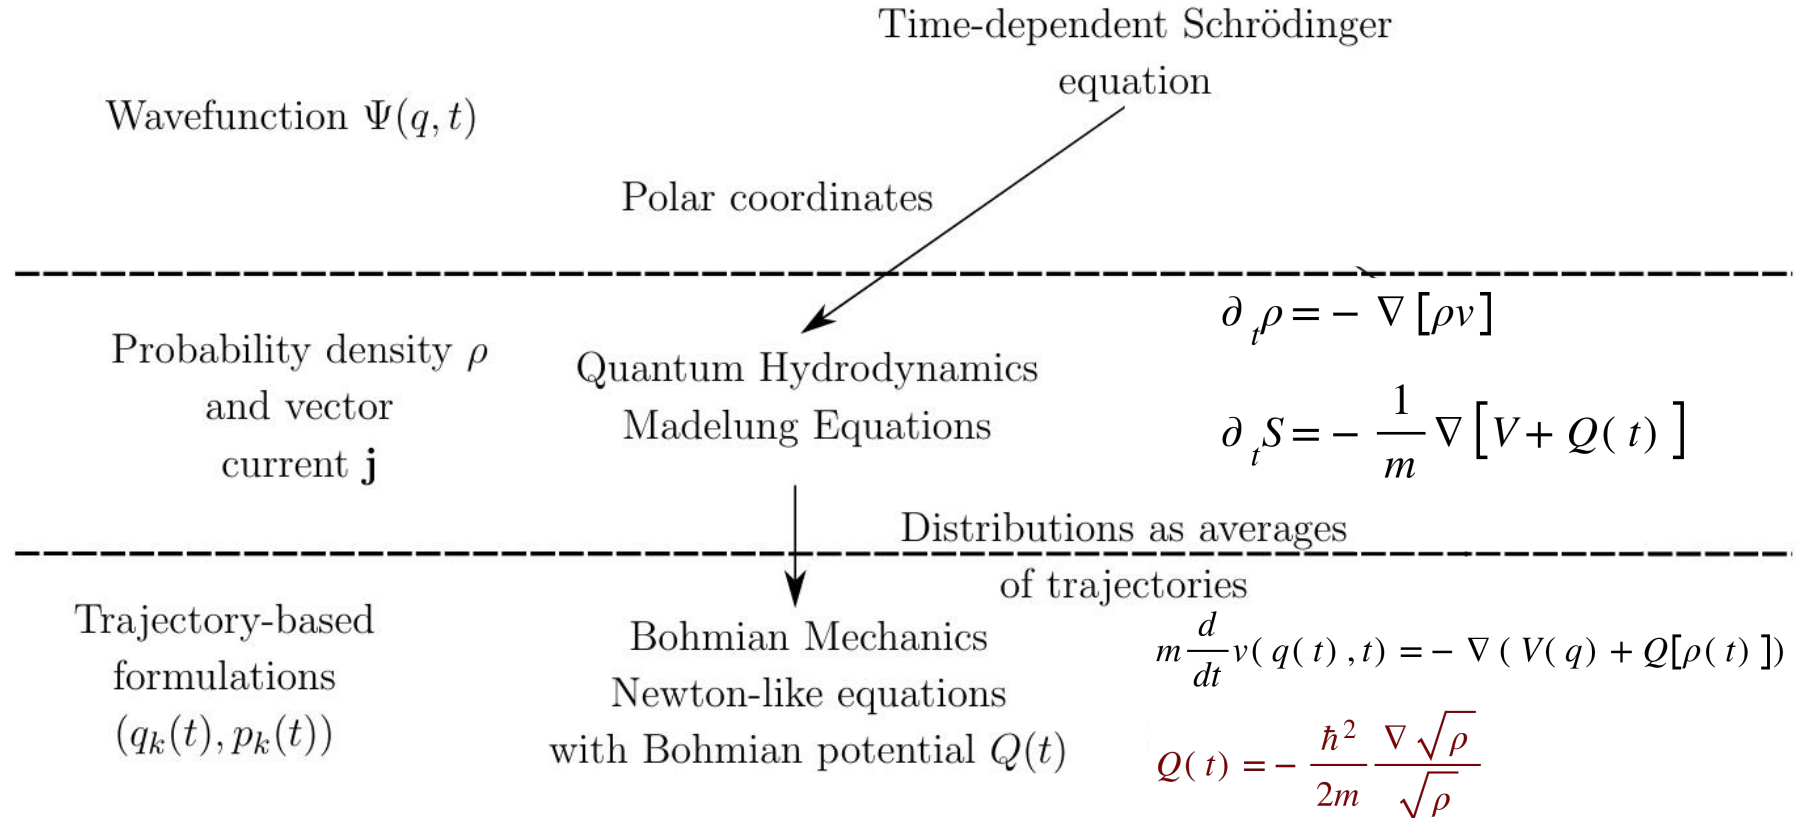 Time-dependent Schrödinger
equation
Wavefunction Ψ(q, t)
Polar coordinates
∂_t ρ = − ∇ [ρv]
Probability density ρ
and vector
current j
Quantum Hydrodynamics
Madelung Equations
∂_t S = − 1/m ∇ [V + Q( t) ]
Distributions as averages
of trajectories
Trajectory-based
formulations
(q_k(t), p_k(t))
Bohmian Mechanics
Newton-like equations
with Bohmian potential Q(t)
m d/dt v( q( t) , t) = − ∇ ( V( q) + Q[ρ( t) ])
Q( t) = − ℏ²/2m ∇ √ρ / √ρ